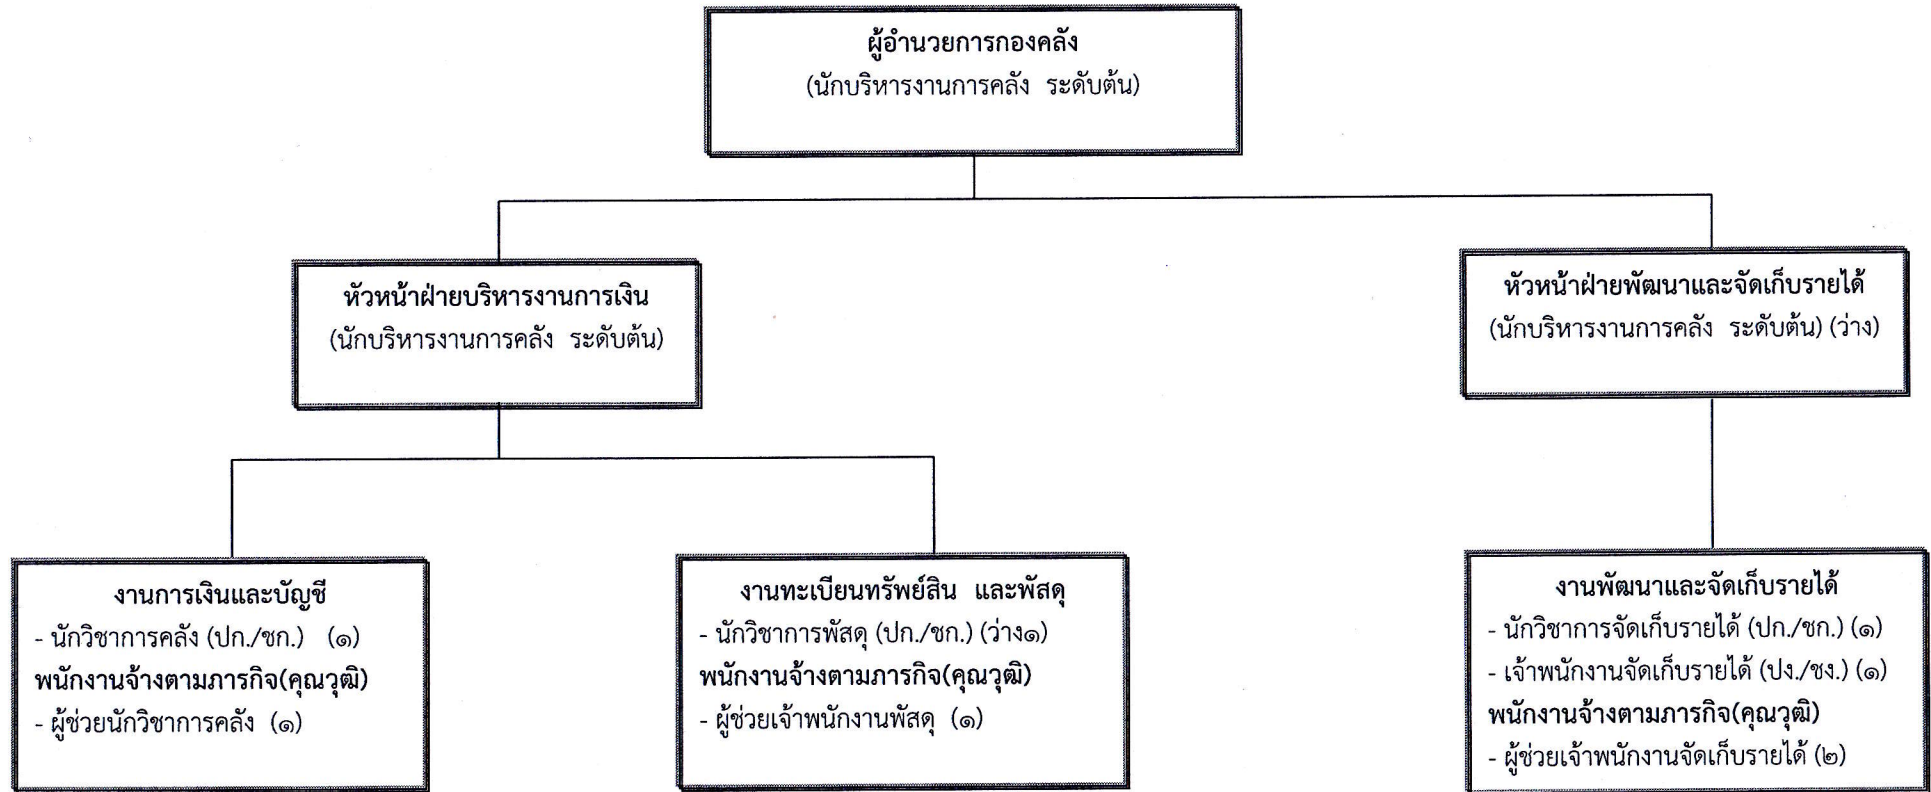 ผู้อำนวยการกองคลัง
(นักบริหารงานการคลัง ระดับต้น)
หัวหน้าฝ่ายบริหารงานการเงิน
(นักบริหารงานการคลัง ระดับต้น)
หัวหน้าฝ่ายพัฒนาและจัดเก็บรายได้
(นักบริหารงานการคลัง ระดับต้น) (ว่าง)
งานการเงินและบัญชี
- นักวิชาการคลัง (ปก./ชก.) (๑)
พนักงานจ้างตามภารกิจ(คุณวุฒิ)
- ผู้ช่วยนักวิชาการคลัง (๑)
งานทะเบียนทรัพย์สิน และพัสดุ
- นักวิชาการพัสดุ (ปก./ชก.) (ว่าง๑)
พนักงานจ้างตามภารกิจ(คุณวุฒิ)
- ผู้ช่วยเจ้าพนักงานพัสดุ (๑)
งานพัฒนาและจัดเก็บรายได้
- นักวิชาการจัดเก็บรายได้ (ปก./ชก.) (๑)
- เจ้าพนักงานจัดเก็บรายได้ (ปง./ชง.) (๑)
พนักงานจ้างตามภารกิจ(คุณวุฒิ)
- ผู้ช่วยเจ้าพนักงานจัดเก็บรายได้ (๒)